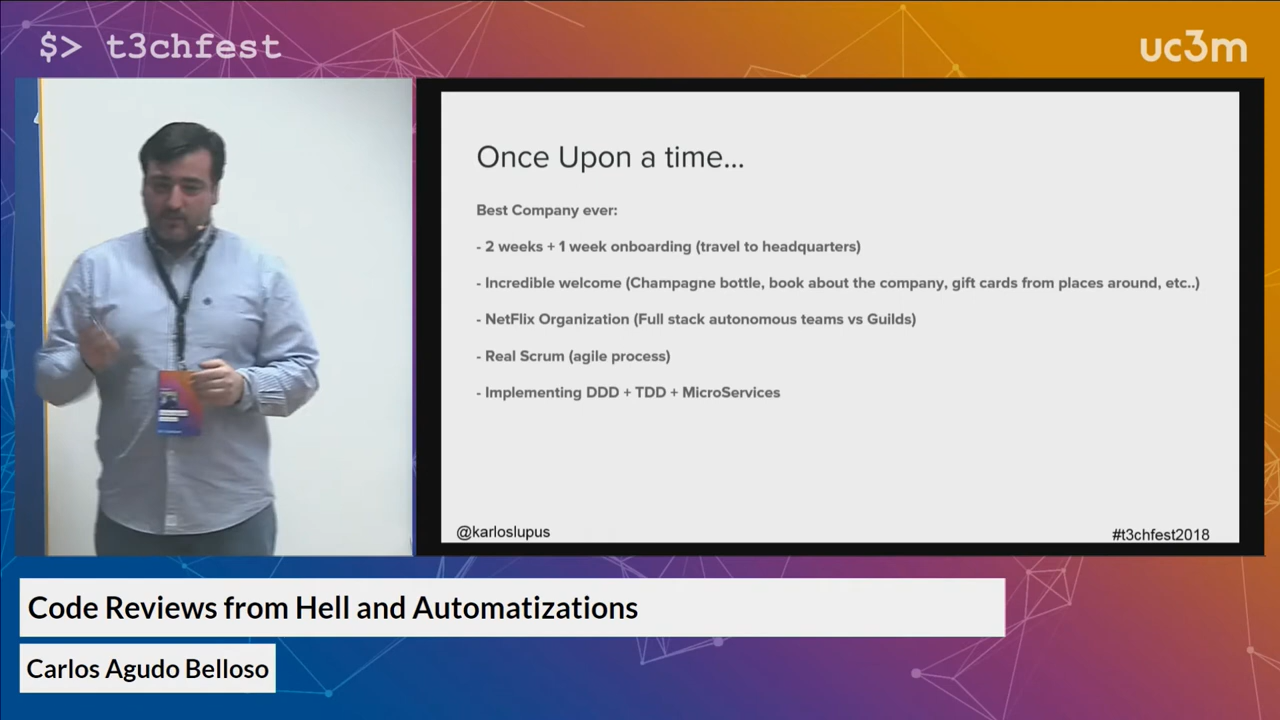 $> t3chfest
uc3m
Once Upon a time...
Best Company ever:
- 2 weeks + 1 week onboarding (travel to headquarters)
- Incredible welcome (Champagne bottle, book about the company, gift cards from places around, etc..)
- NetFlix Organization (Full stack autonomous teams vs Guilds)
- Real Scrum (agile process)
- Implementing DDD + TDD + MicroServices
@karloslupus
#t3chfest2018
Code Reviews from Hell and Automatizations
Carlos Agudo Belloso